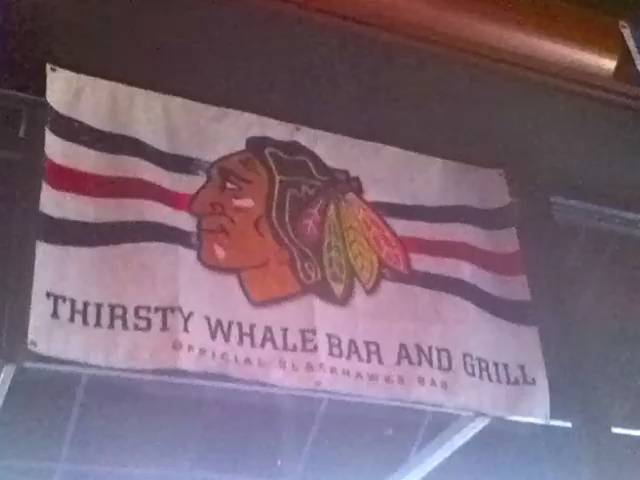 THIRSTY WHALE BAR AND GRILL
OFFICIAL BLACKHAWKS BAR